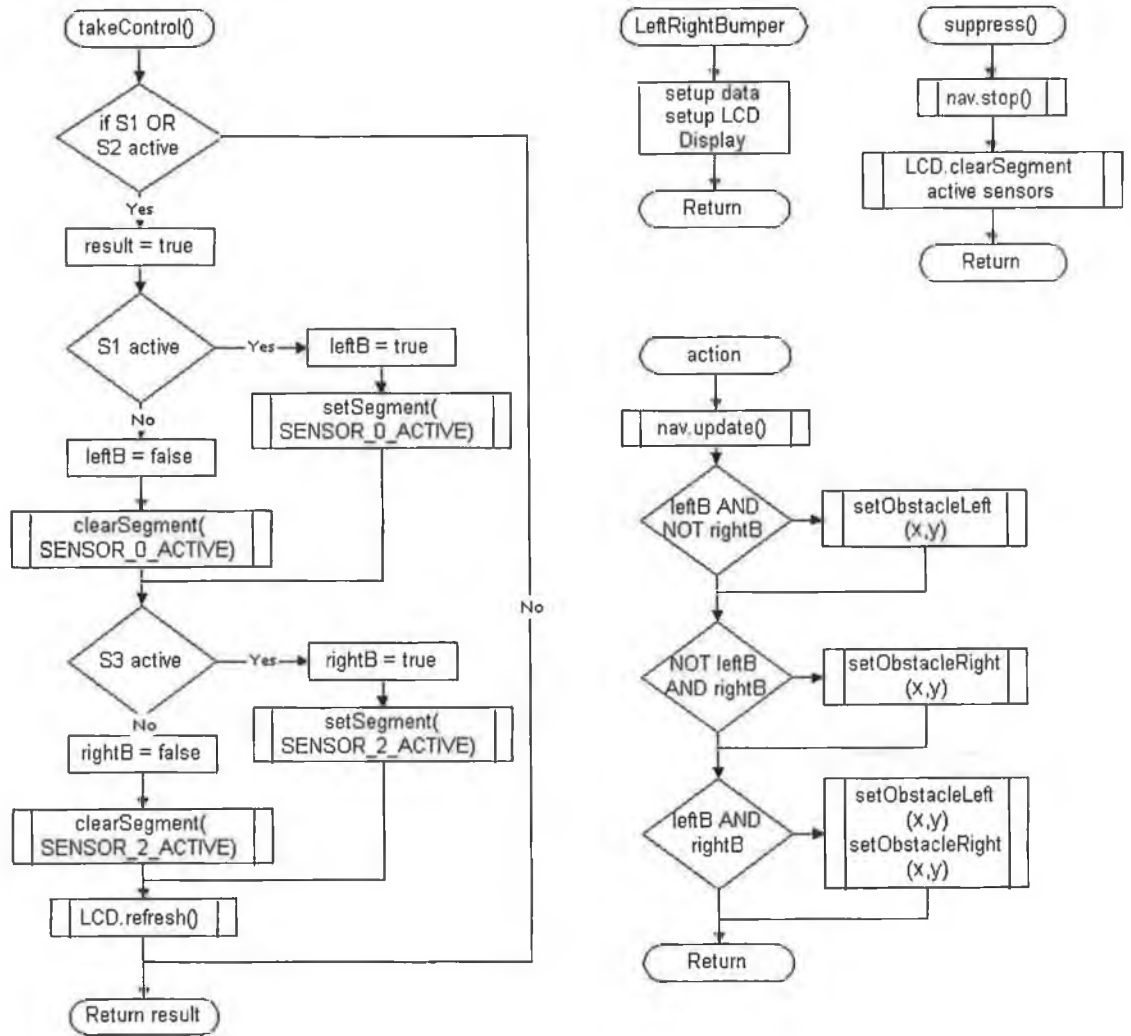 takeControl()
if S1 OR
S2 active
Yes
result = true
S1 active
Yes
leftB = true
setSegment(
SENSOR_0_ACTIVE)
No
leftB = false
clearSegment(
SENSOR_0_ACTIVE)
No
S3 active
Yes
rightB = true
setSegment(
SENSOR_2_ACTIVE)
No
rightB = false
clearSegment(
SENSOR_2_ACTIVE)
LCD.refresh()
Return result
LeftRightBumper
setup data
setup LCD
Display
Return
suppress()
nav.stop()
LCD.clearSegment
active sensors
Return
action
nav.update()
leftB AND
NOT rightB
setObstacleLeft
(x,y)
NOT leftB
AND rightB
setObstacleRight
(x,y)
leftB AND
rightB
setObstacleLeft
(x,y)
setObstacleRight
(x,y)
Return